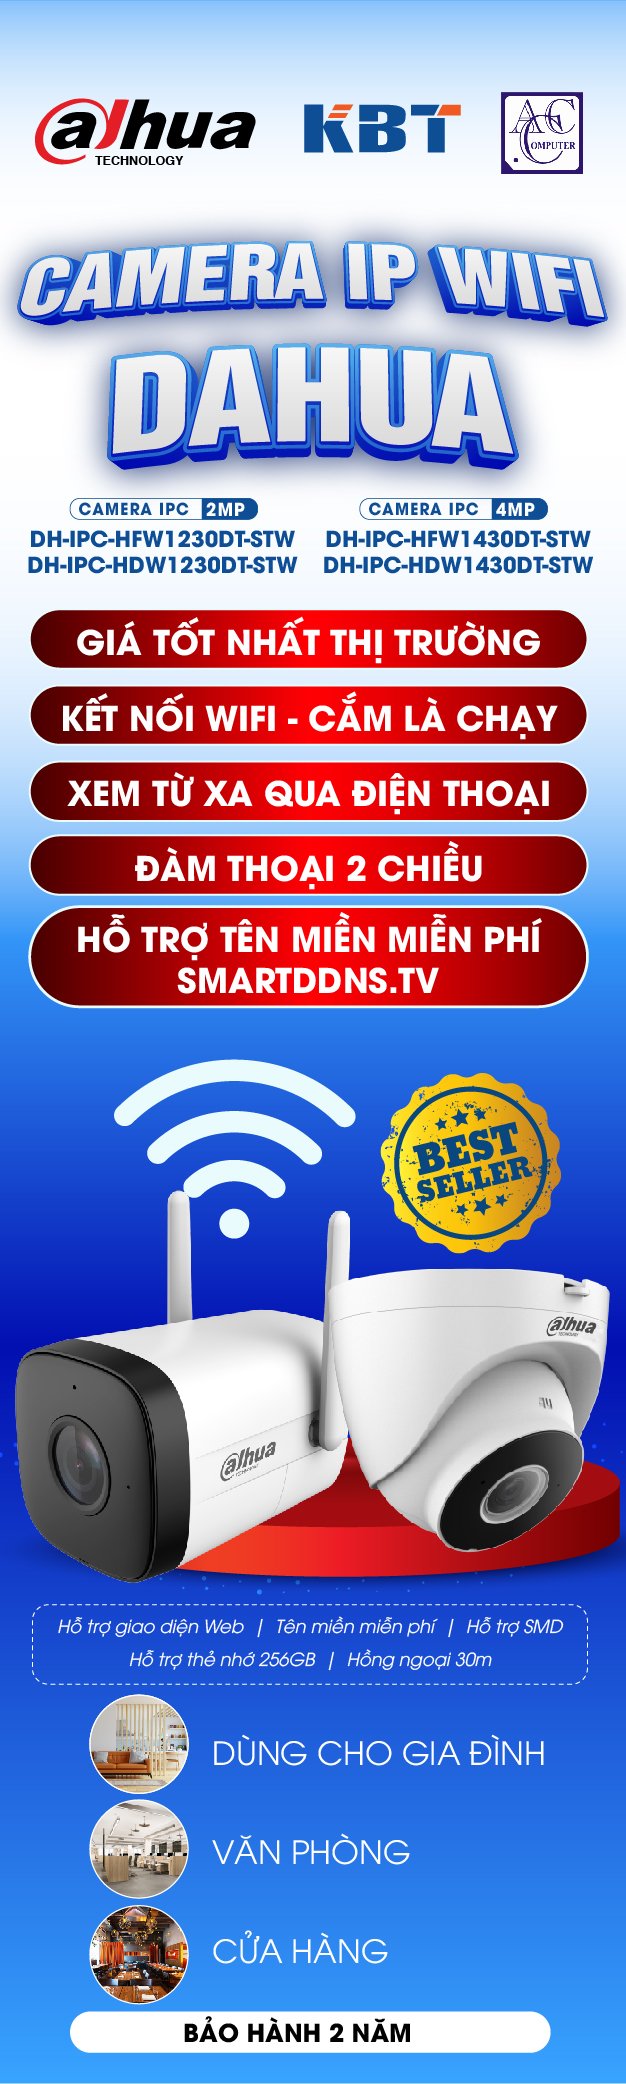 alhua
TECHNOLOGY
KBT
ACC
COMPUTER
CAMERA IP WIFI
DAHUA
CAMERA IPC 2MP
DH-IPC-HFW1230DT-STW
DH-IPC-HDW1230DT-STW
CAMERA IPC 4MP
DH-IPC-HFW1430DT-STW
DH-IPC-HDW1430DT-STW
GIÁ TỐT NHẤT THỊ TRƯỜNG
KẾT NỐI WIFI - CẮM LÀ CHẠY
XEM TỪ XA QUA ĐIỆN THOẠI
ĐÀM THOẠI 2 CHIỀU
HỖ TRỢ TÊN MIỀN MIỄN PHÍ
SMARTDDNS.TV
BEST
SELLER
alhua
TECHNOLOGY
alhua
TECHNOLOGY
Hỗ trợ giao diện Web | Tên miền miễn phí | Hỗ trợ SMD
Hỗ trợ thẻ nhớ 256GB | Hồng ngoại 30m
DÙNG CHO GIA ĐÌNH
VĂN PHÒNG
CỬA HÀNG
BẢO HÀNH 2 NĂM